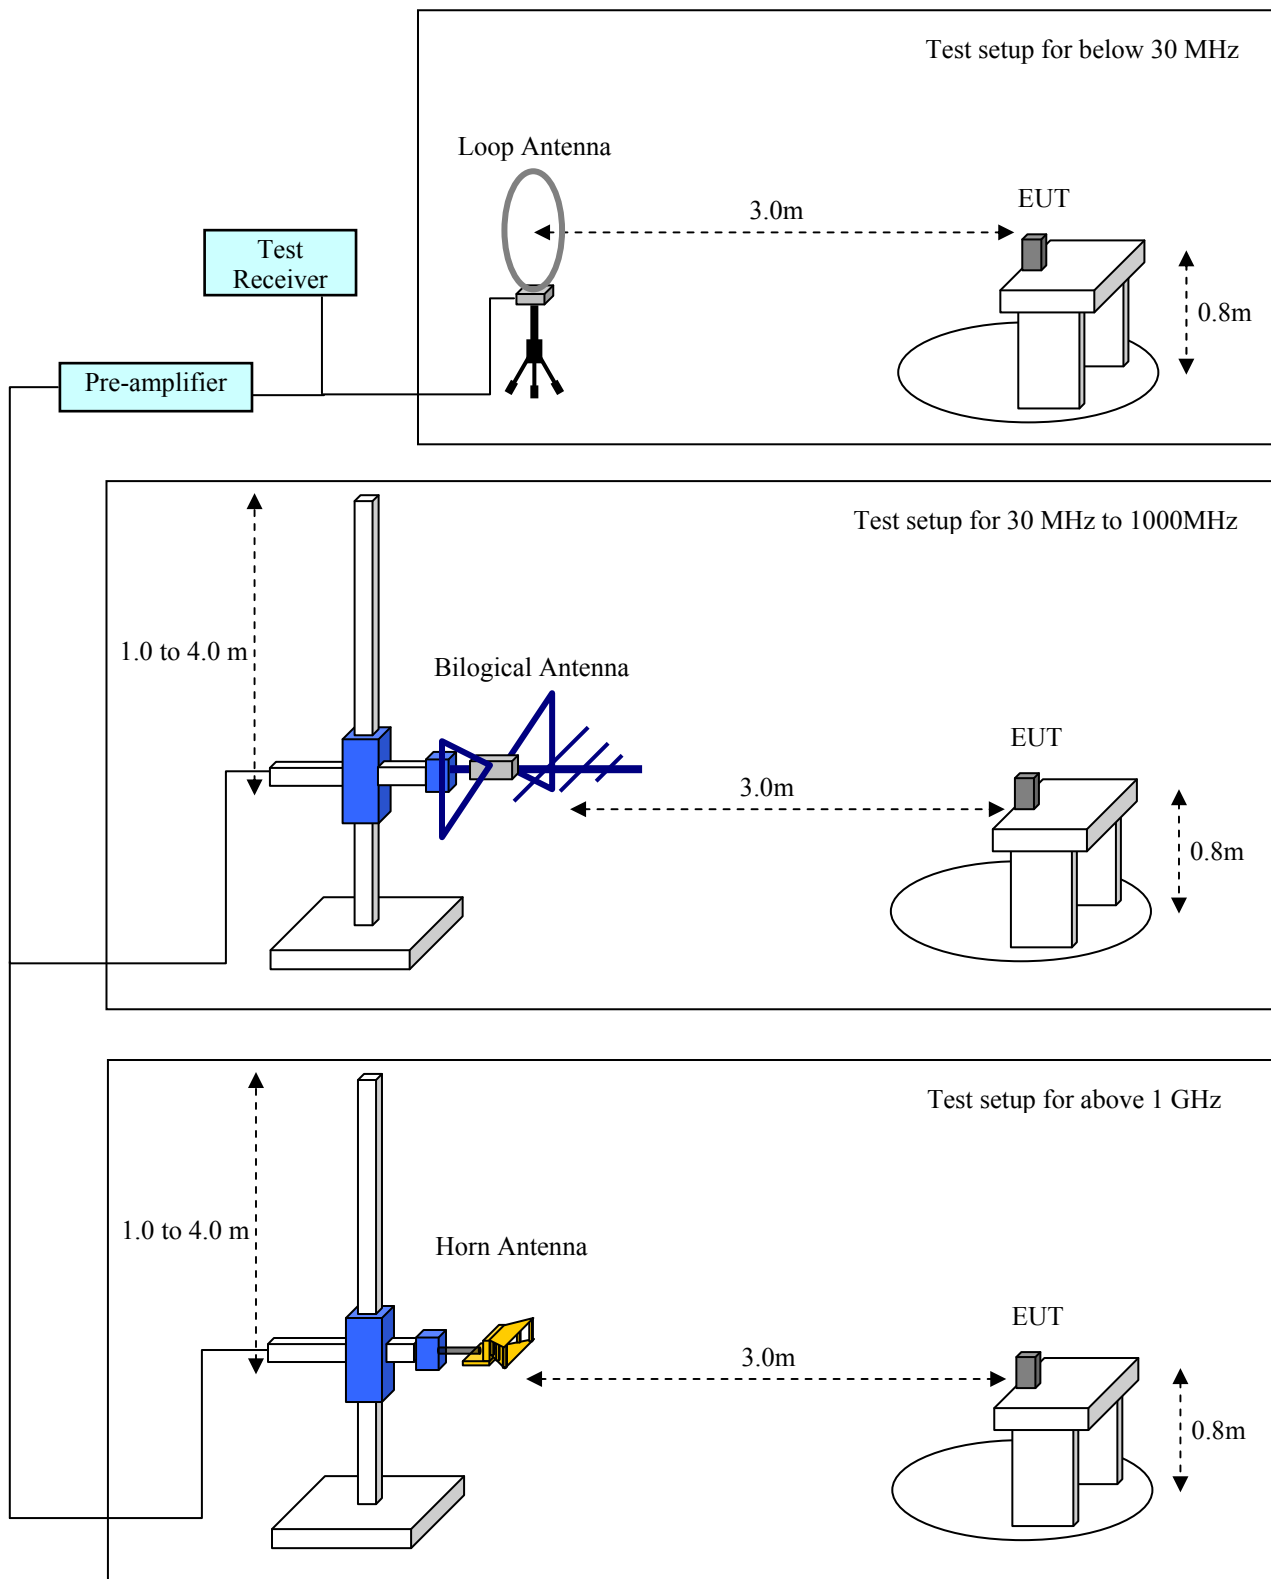 Test setup for below 30 MHz
Loop Antenna
EUT
3.0m
Test
Receiver
0.8m
Pre-amplifier
Test setup for 30 MHz to 1000MHz
1.0 to 4.0 m
Bilogical Antenna
EUT
3.0m
0.8m
Test setup for above 1 GHz
1.0 to 4.0 m
Horn Antenna
EUT
3.0m
0.8m